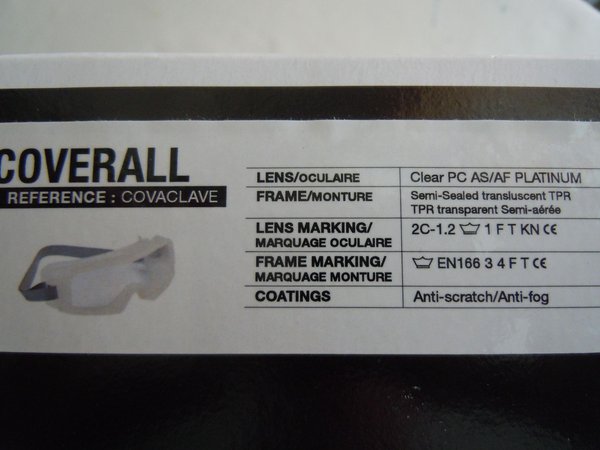 COVERALL
REFERENCE : COVACLAVE
LENS/OCULAIRE Clear PC AS/AF PLATINUM
FRAME/MONTURE Semi-Sealed transluscent TPR
TPR transparent Semi-aérée
LENS MARKING/ 2C-1.2 1 F T KN CE
MARQUAGE OCULAIRE
FRAME MARKING/ EN166 3 4 F T CE
MARQUAGE MONTURE
COATINGS Anti-scratch/Anti-fog